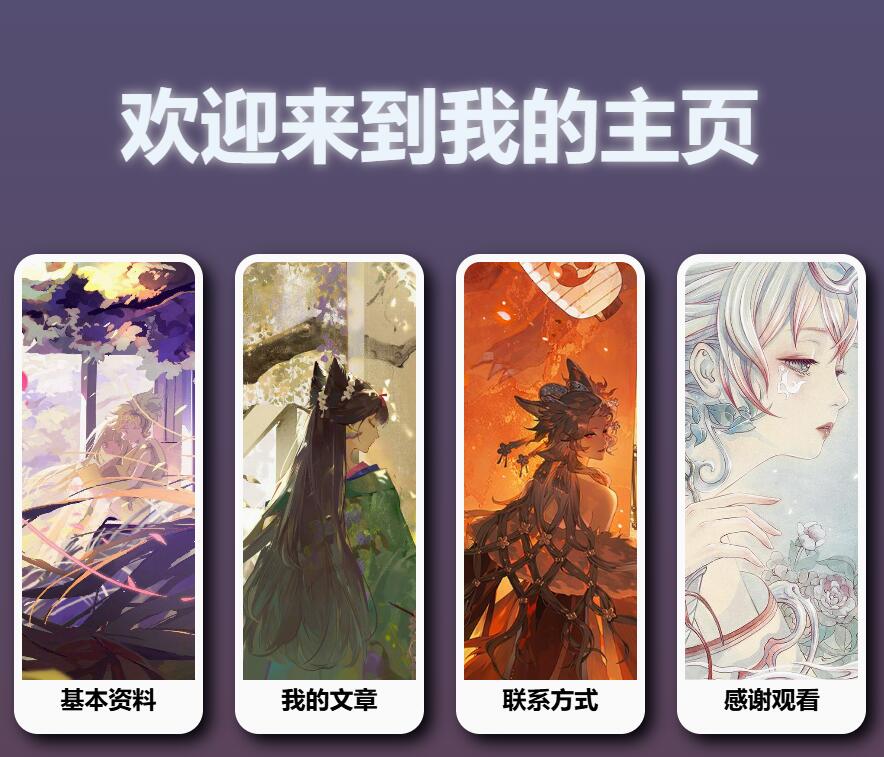 欢迎来到我的主页
基本资料
我的文章
联系方式
感谢观看